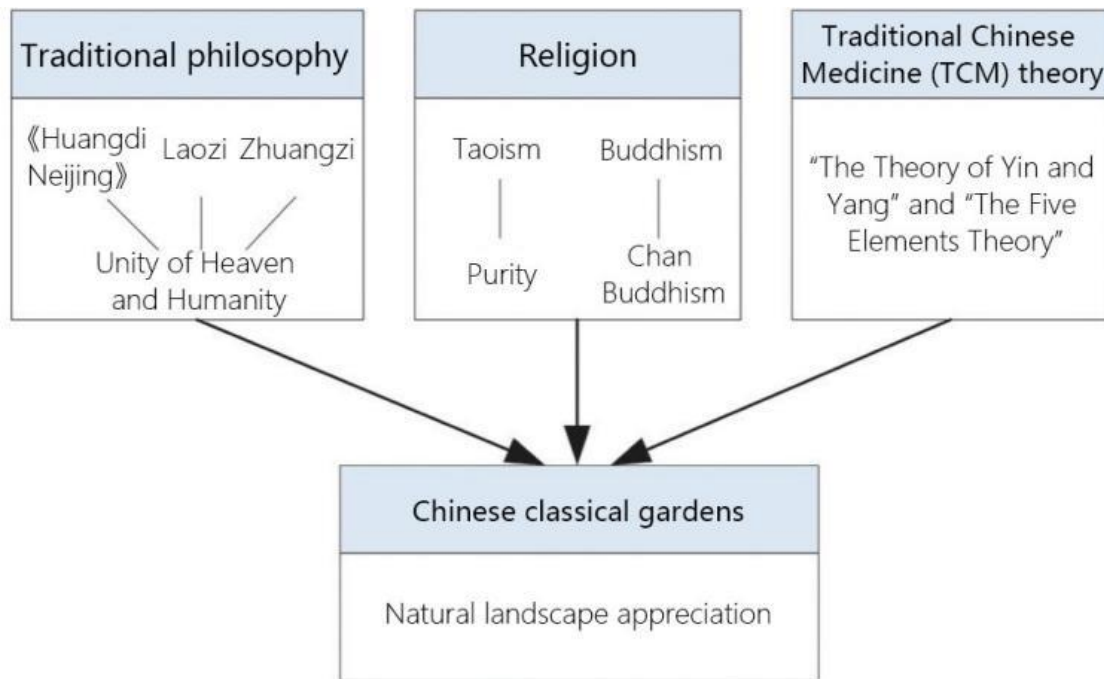 Traditional philosophy
《Huangdi
Neijing》
Laozi
Zhuangzi
Unity of Heaven
and Humanity
Religion
Taoism
Buddhism
Purity
Chan
Buddhism
Traditional Chinese
Medicine (TCM) theory
“The Theory of Yin and
Yang” and “The Five
Elements Theory”
Chinese classical gardens
Natural landscape appreciation